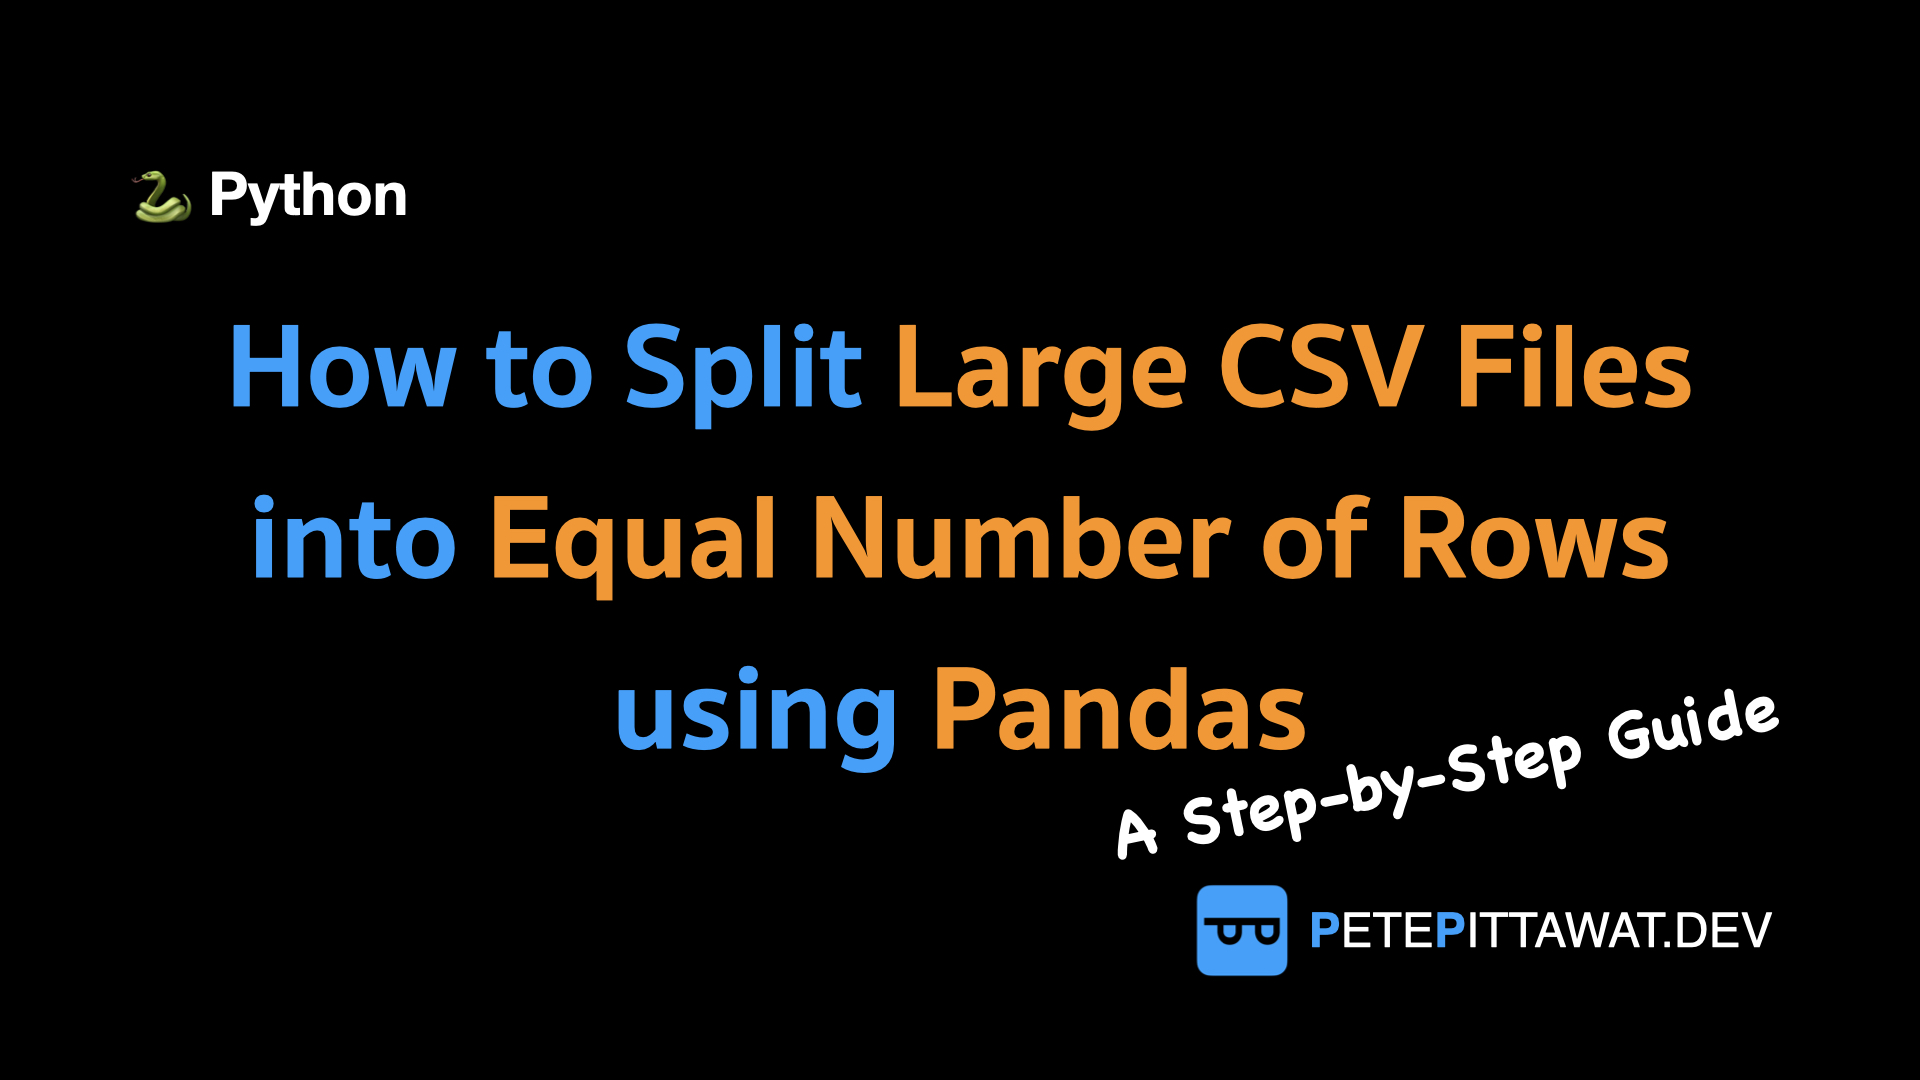 Python
How to Split Large CSV Files
into Equal Number of Rows
using Pandas
A Step-by-Step Guide
PETEPITTAWAT.DEV